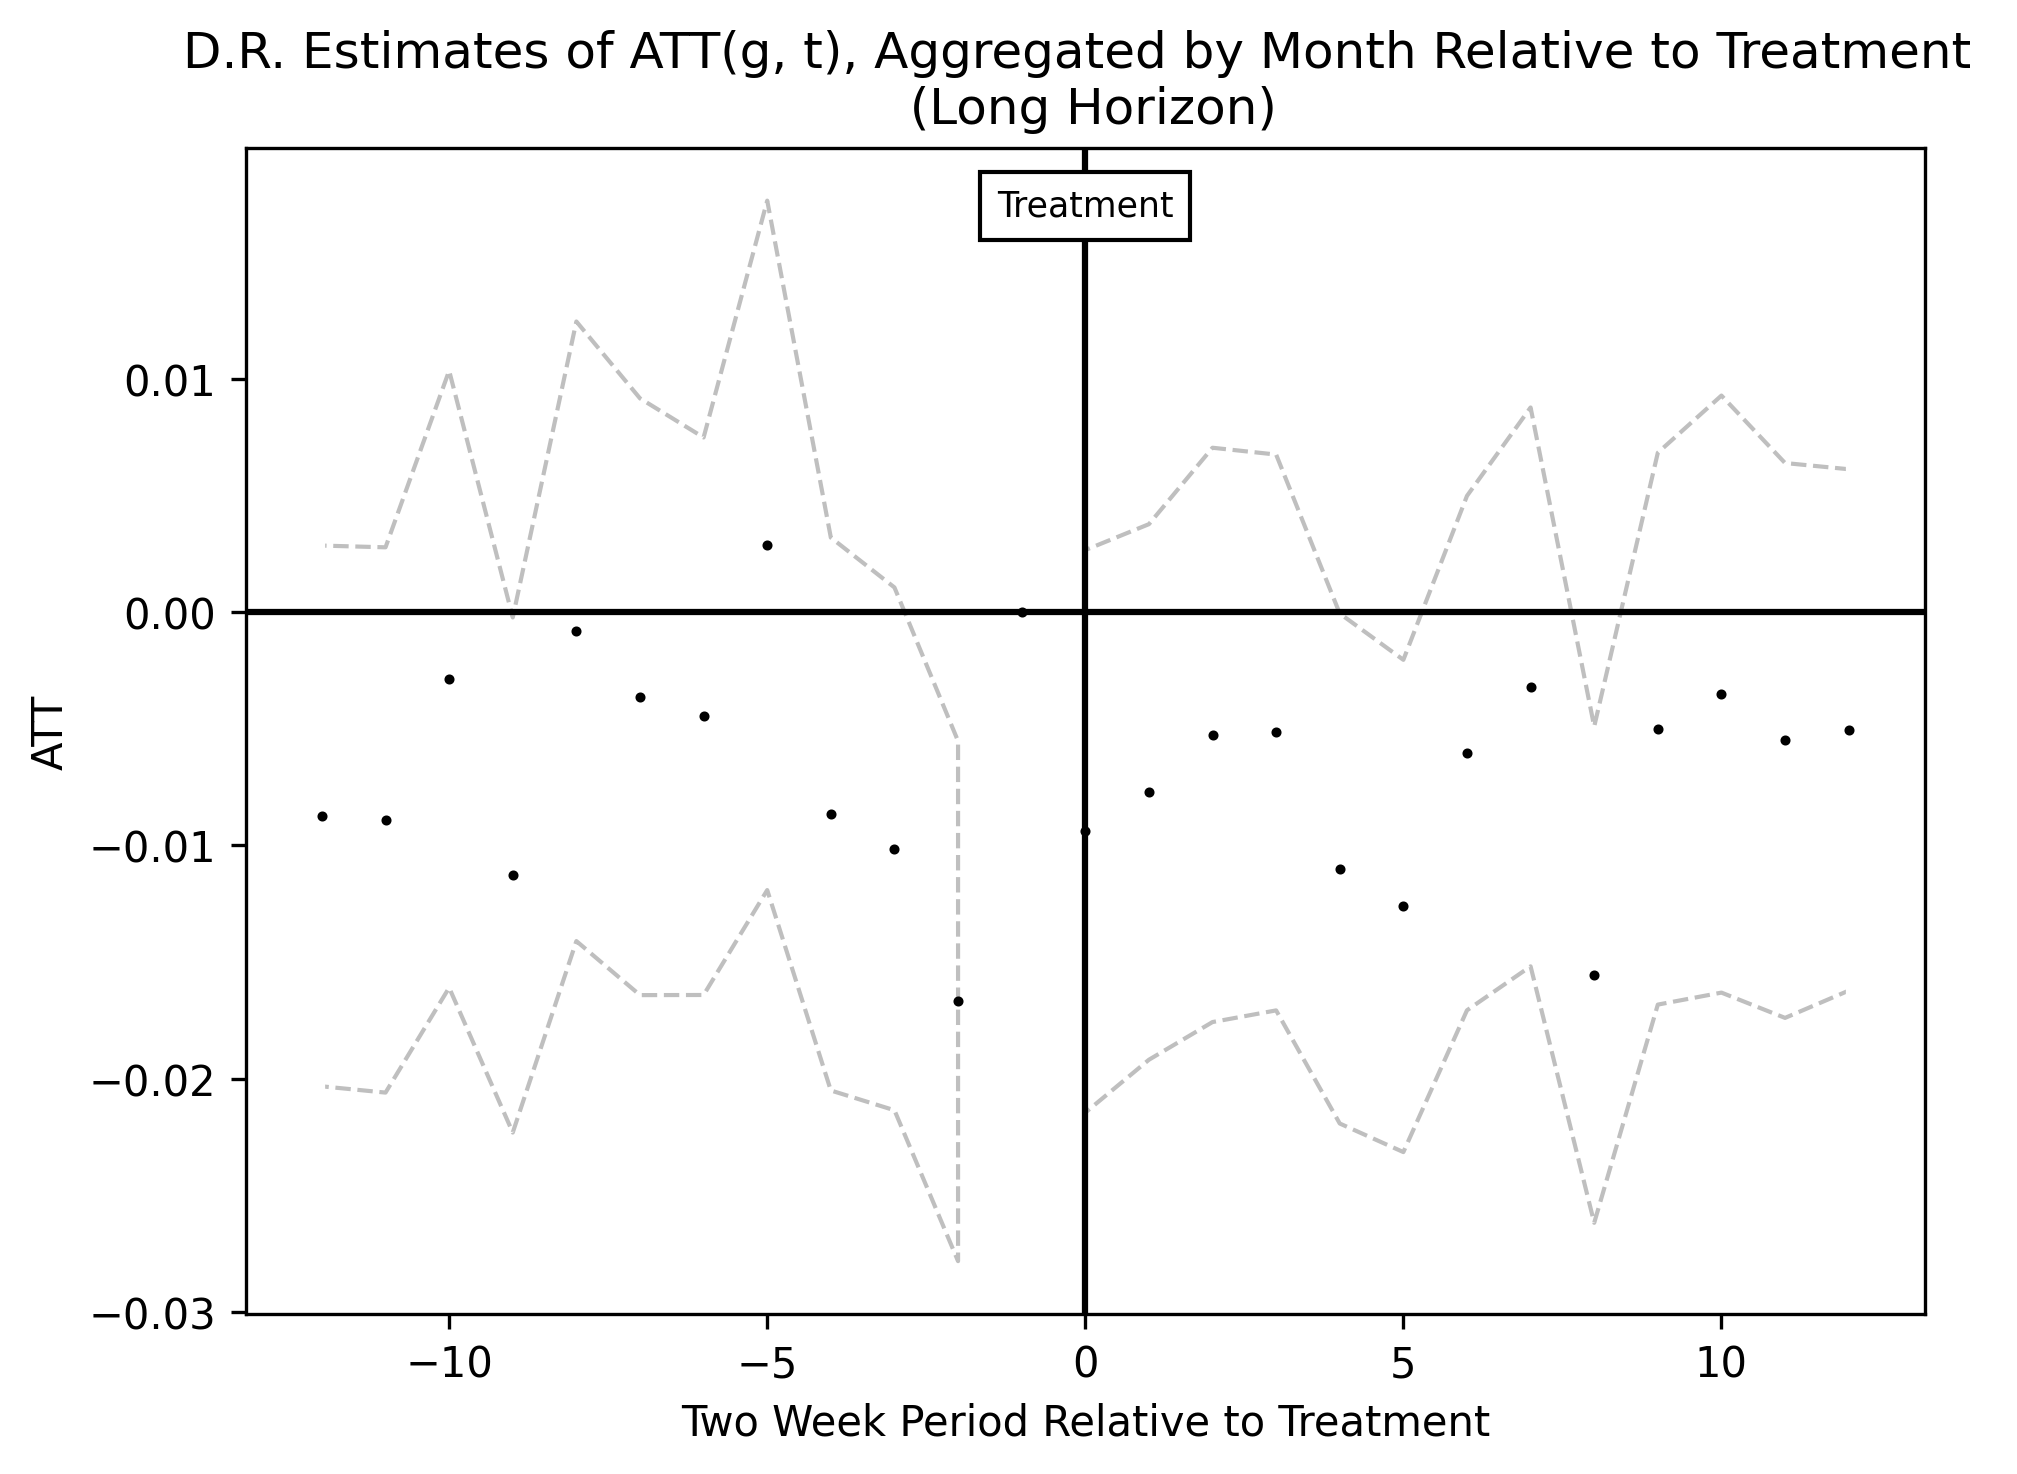 D.R. Estimates of ATT(g, t), Aggregated by Month Relative to Treatment
(Long Horizon)
Treatment
0.01
0.00
−0.01
−0.02
−0.03
ATT
−10
−5
0
5
10
Two Week Period Relative to Treatment